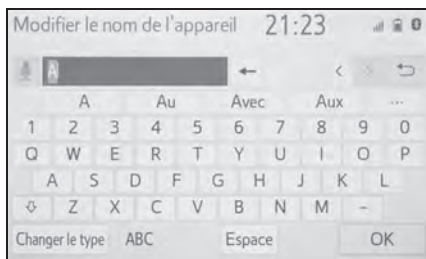 Modifier le nom de l'appareil 21:23
A
A Au Avec Aux ...
1 2 3 4 5 6 7 8 9 0
Q W E R T Y U I O P
A S D F G H J K L
Z X C V B N M -
Changer le type ABC Espace OK